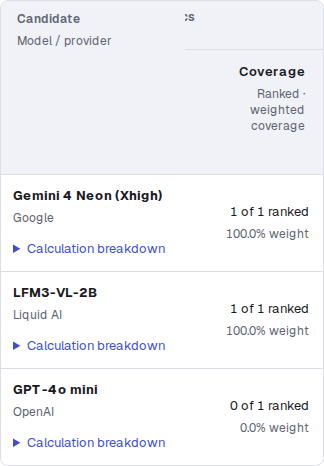 Candidate
Model / provider
Coverage
Ranked ·
weighted
coverage
Gemini 4 Neon (Xhigh)
Google
Calculation breakdown
1 of 1 ranked
100.0% weight
LFM3-VL-2B
Liquid AI
Calculation breakdown
1 of 1 ranked
100.0% weight
GPT-4o mini
OpenAI
Calculation breakdown
0 of 1 ranked
0.0% weight